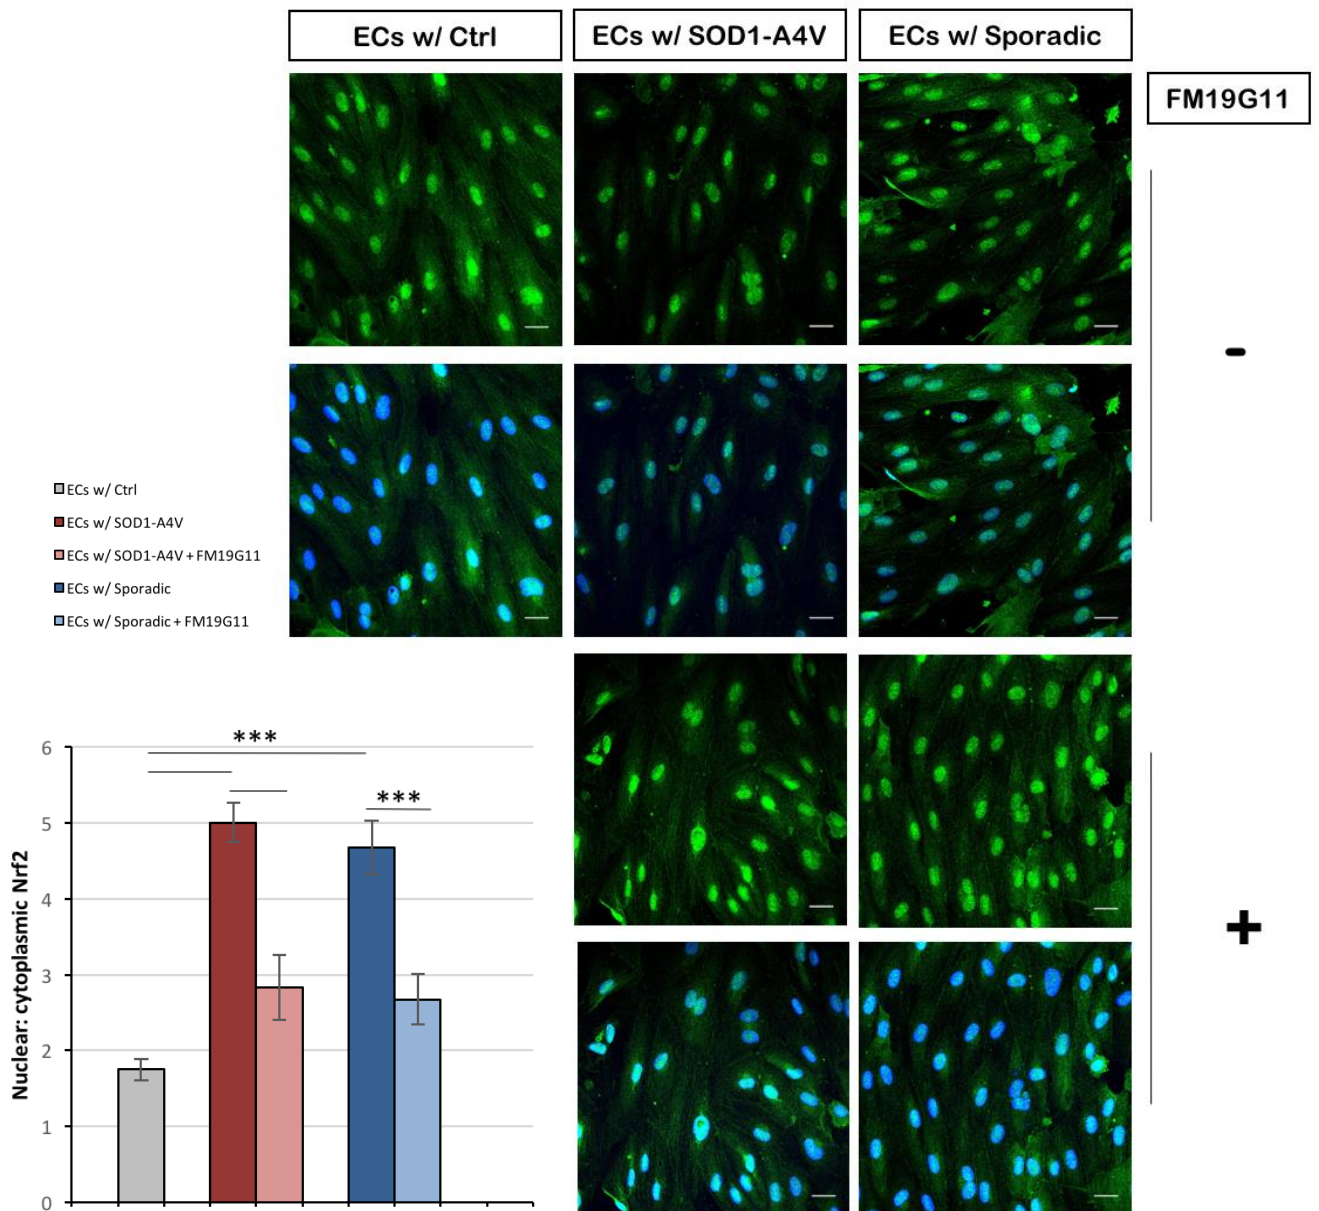 ECs w/ Ctrl
ECs w/ SOD1-A4V
ECs w/ Sporadic
FM19G11
-
ECs w/ Ctrl
ECs w/ SOD1-A4V
ECs w/ SOD1-A4V + FM19G11
ECs w/ Sporadic
ECs w/ Sporadic + FM19G11
***
***
6
5
4
3
2
1
0
Nuclear: cytoplasmic Nrf2
+